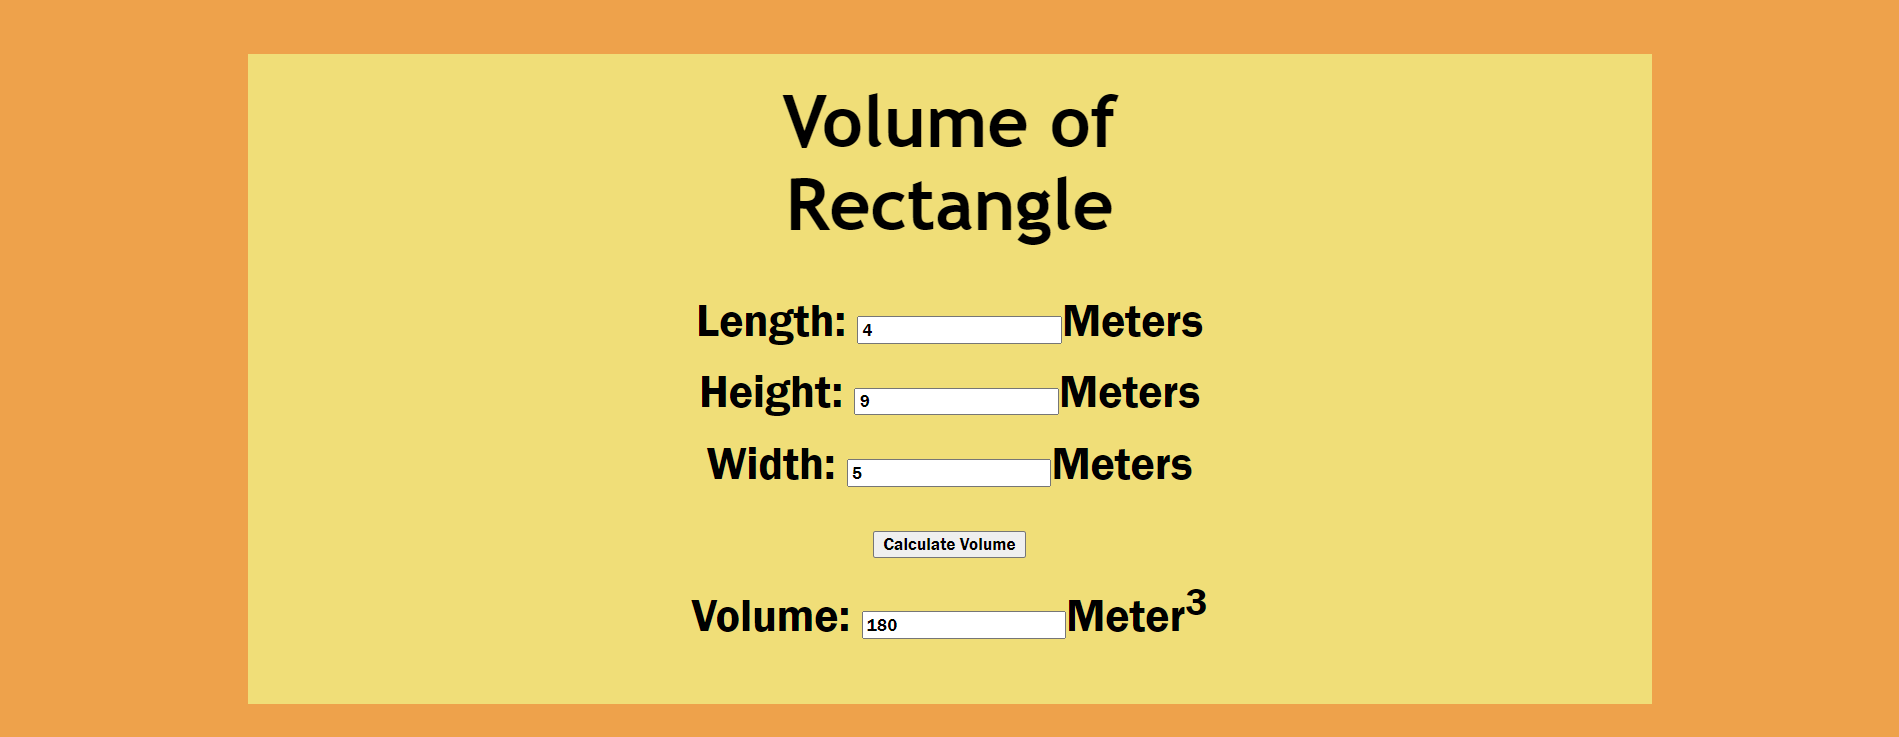 Volume of
Rectangle
Length: 4 Meters
Height: 9 Meters
Width: 5 Meters
Calculate Volume
Volume: 180 Meter³